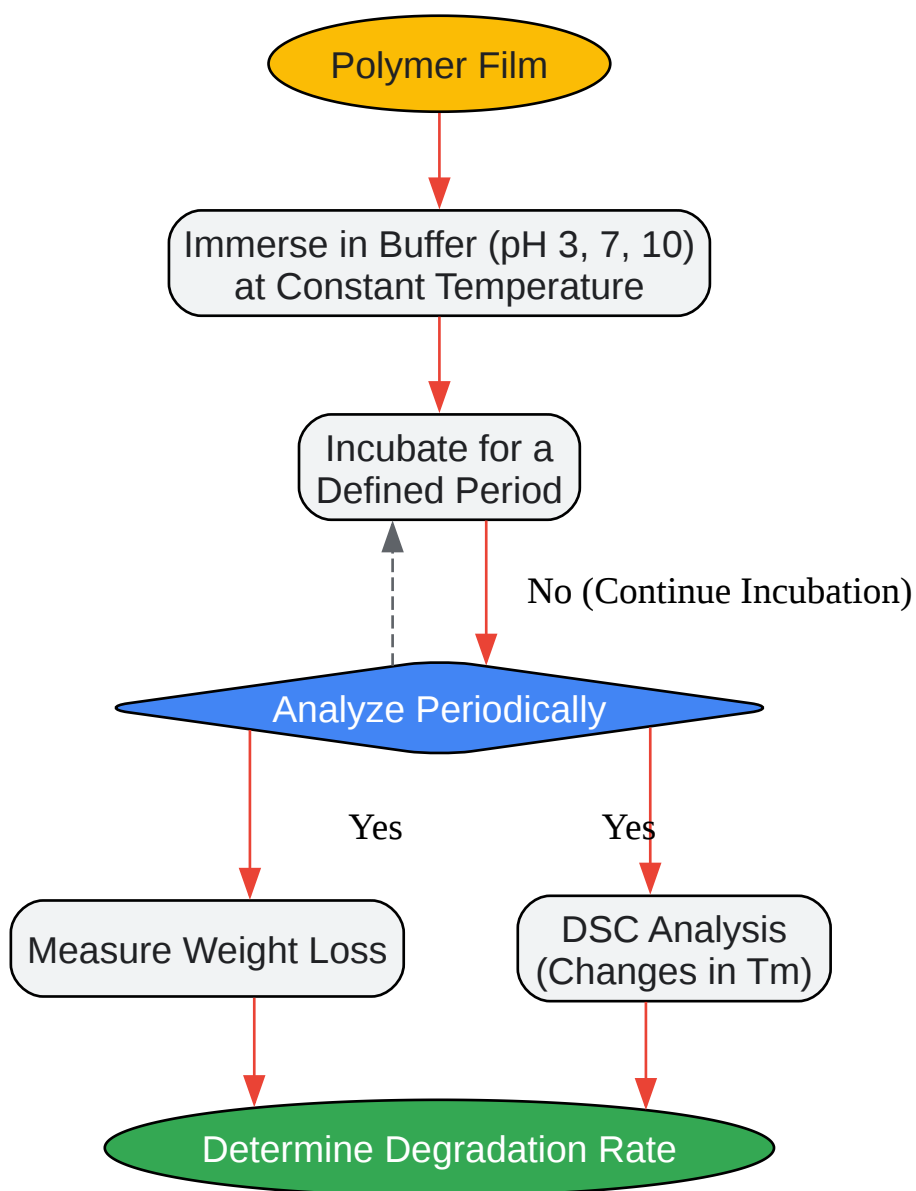 Polymer Film
Immerse in Buffer (pH 3, 7, 10)
at Constant Temperature
Incubate for a
Defined Period
No (Continue Incubation)
Analyze Periodically
Yes
Yes
Measure Weight Loss
DSC Analysis
(Changes in Tm)
Determine Degradation Rate